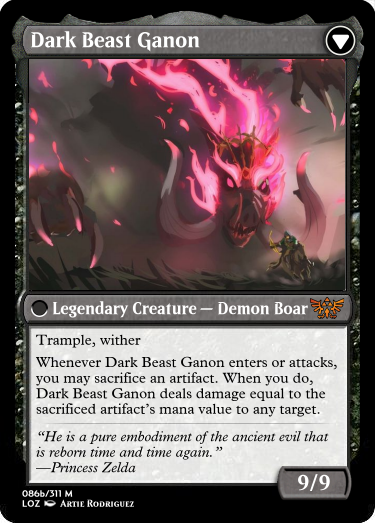 Dark Beast Ganon
Legendary Creature — Demon Boar
Trample, wither
Whenever Dark Beast Ganon enters or attacks,
you may sacrifice an artifact. When you do,
Dark Beast Ganon deals damage equal to the
sacrificed artifact's mana value to any target.
"He is a pure embodiment of the ancient evil that
is reborn time and time again."
—Princess Zelda
9/9
086b/311 M
LOZ Artie Rodriguez